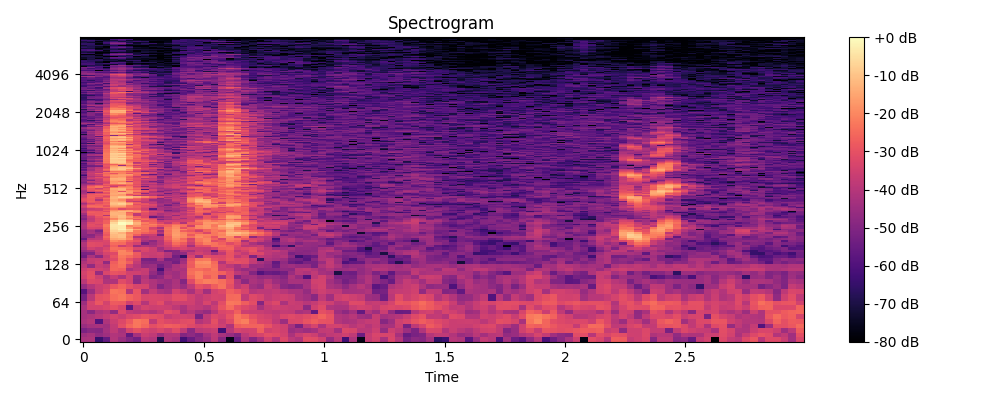 Spectrogram
4096
2048
1024
512
256
128
64
0
Hz
0
0.5
1
1.5
2
2.5
Time
+0 dB
-10 dB
-20 dB
-30 dB
-40 dB
-50 dB
-60 dB
-70 dB
-80 dB